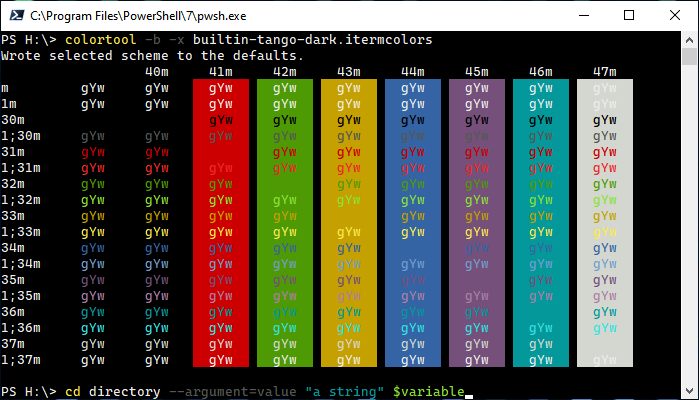 C:\Program Files\PowerShell\7\pwsh.exe
PS H:\> colortool -b -x builtin-tango-dark.itermcolors
Wrote selected scheme to the defaults.
40m 41m 42m 43m 44m 45m 46m 47m
m gYw gYw gYw gYw gYw gYw gYw gYw gYw
1m gYw gYw gYw gYw gYw gYw gYw gYw gYw
30m gYw gYw gYw gYw gYw gYw gYw
1;30m gYw gYw gYw gYw gYw gYw gYw gYw gYw
31m gYw gYw gYw gYw gYw gYw gYw gYw
1;31m gYw gYw gYw gYw gYw gYw gYw gYw gYw
32m gYw gYw gYw gYw gYw gYw gYw gYw
1;32m gYw gYw gYw gYw gYw gYw gYw gYw gYw
33m gYw gYw gYw gYw gYw gYw gYw gYw
1;33m gYw gYw gYw gYw gYw gYw gYw gYw gYw
34m gYw gYw gYw gYw gYw gYw gYw gYw
1;34m gYw gYw gYw gYw gYw gYw gYw gYw gYw
35m gYw gYw gYw gYw gYw gYw gYw gYw
1;35m gYw gYw gYw gYw gYw gYw gYw gYw gYw
36m gYw gYw gYw gYw gYw gYw gYw gYw
1;36m gYw gYw gYw gYw gYw gYw gYw gYw gYw
37m gYw gYw gYw gYw gYw gYw gYw gYw
1;37m gYw gYw gYw gYw gYw gYw gYw gYw gYw
PS H:\> cd directory --argument=value "a string" $variable